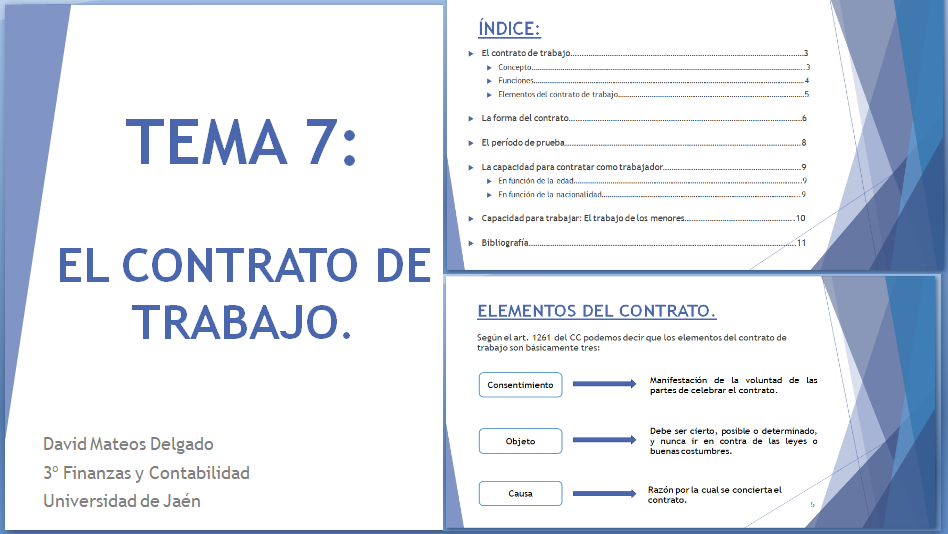 TEMA 7:
EL CONTRATO DE
TRABAJO.
David Mateos Delgado
3º Finanzas y Contabilidad
Universidad de Jaén
ÍNDICE:
El contrato de trabajo.......................................................3
Concepto.......................................................3
Funciones.......................................................4
Elementos del contrato de trabajo.......................................................5
La forma del contrato.......................................................6
El período de prueba.......................................................8
La capacidad para contratar como trabajador.......................................................9
En función de la edad.......................................................9
En función de la nacionalidad.......................................................9
Capacidad para trabajar: El trabajo de los menores.......................................................10
Bibliografía.......................................................11
ELEMENTOS DEL CONTRATO.
Según el art. 1261 del CC podemos decir que los elementos del contrato de
trabajo son básicamente tres:
Consentimiento
Manifestación de la voluntad de las
partes de celebrar el contrato.
Objeto
Debe ser cierto, posible o determinado,
y nunca ir en contra de las leyes o
buenas costumbres.
Causa
Razón por la cual se concierta el
contrato.
5